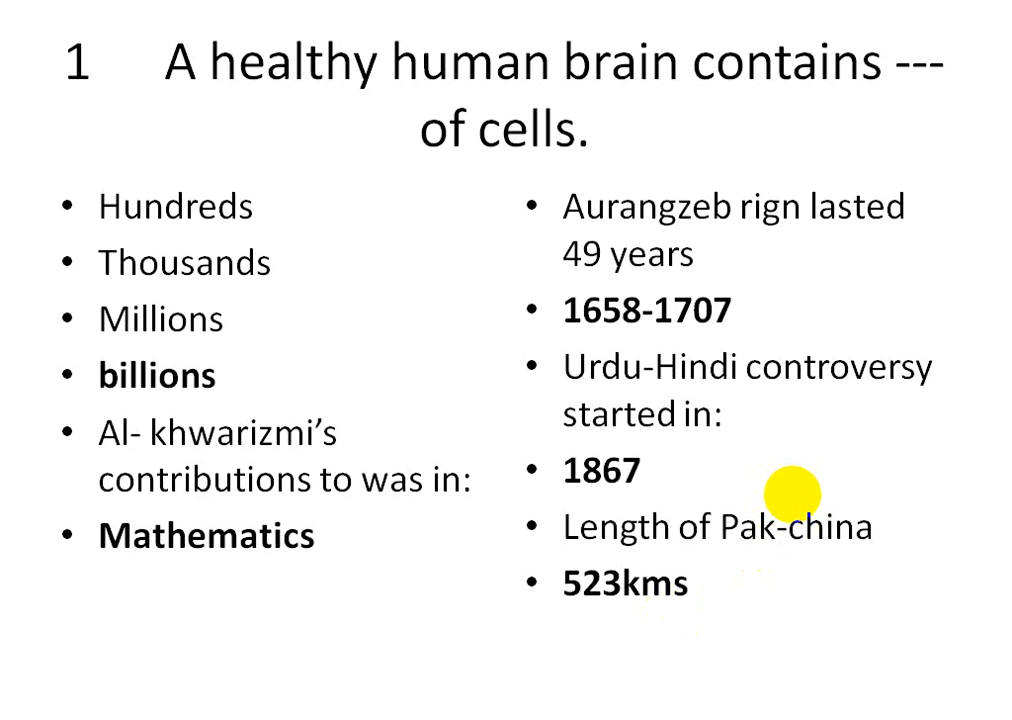 1 A healthy human brain contains ---
of cells.
• Hundreds
• Thousands
• Millions
• billions
• Al- khwarizmi’s
contributions to was in:
• Mathematics
• Aurangzeb rign lasted
49 years
• 1658-1707
• Urdu-Hindi controversy
started in:
• 1867
• Length of Pak-china
• 523kms